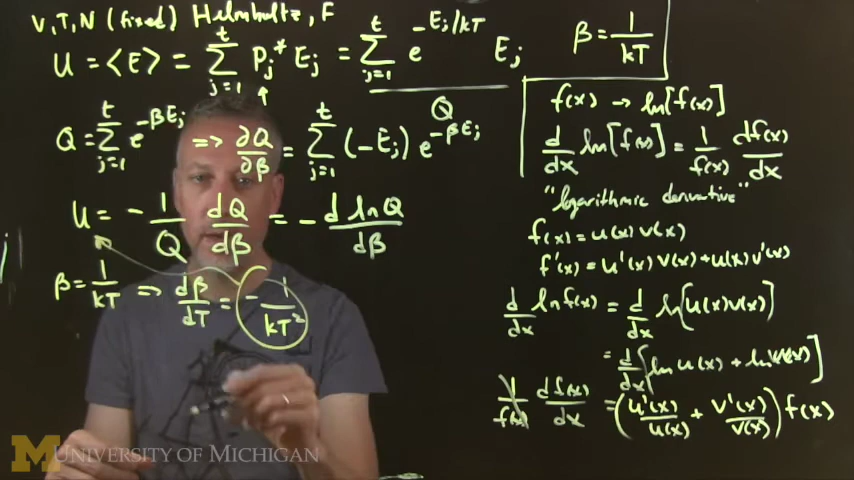 V,T,N (fixed) Helmholtz, F
U = <E> = Σ_{j=1}^{t} P_j* E_j = Σ_{j=1}^{t} e^{-E_j/kT} E_j / Q
Q = Σ_{j=1}^{t} e^{-βE_j} => ∂Q/∂β = Σ_{j=1}^{t} (-E_j) e^{-βE_j}
U = - 1/Q dQ/dβ = - d lnQ/dβ
β = 1/kT => dβ/dT = - 1/kT²
β = 1/kT
f(x) → ln[f(x)]
d/dx ln[f(x)] = 1/f(x) df(x)/dx
"logarithmic derivative"
f(x) = u(x) v(x)
f'(x) = u'(x) v(x) + u(x) v'(x)
d/dx ln f(x) = d/dx ln[u(x)v(x)]
= d/dx [ln u(x) + ln v(x)]
1/f(x) df(x)/dx = (u'(x)/u(x) + v'(x)/v(x)) f(x)
M UNIVERSITY OF MICHIGAN